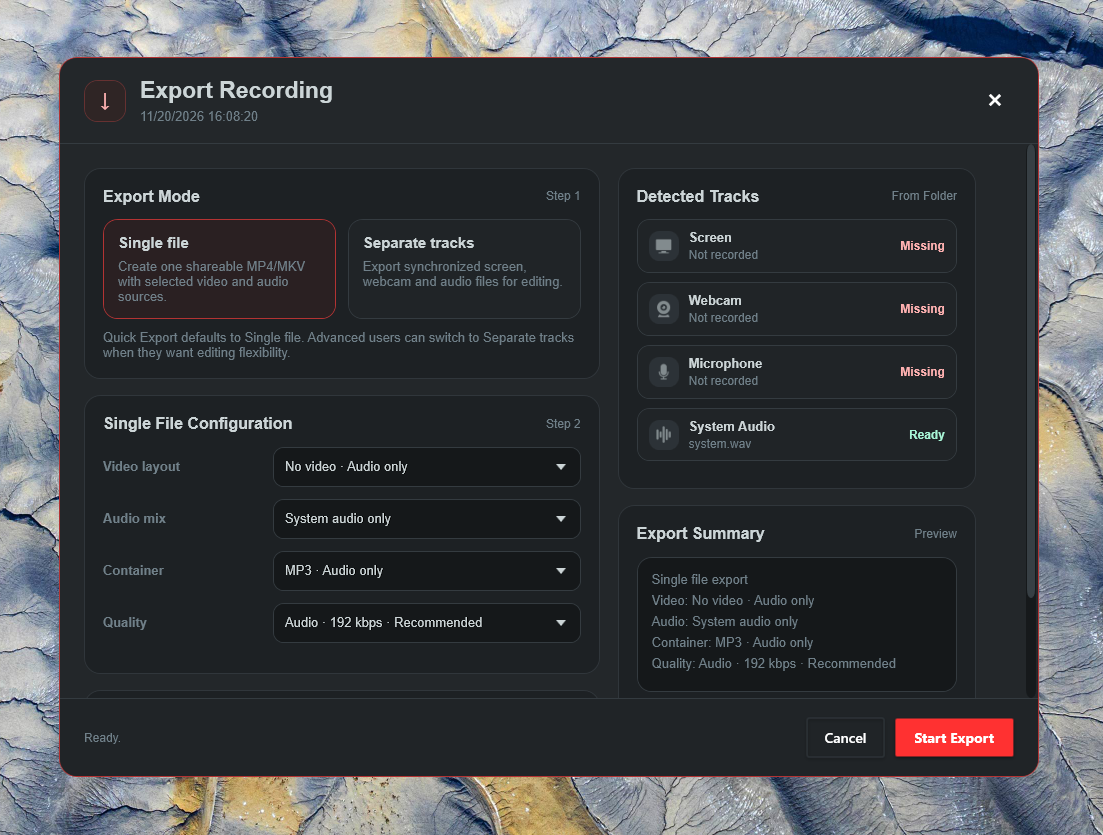 Export Recording
11/20/2026 16:08:20
Export Mode
Step 1
Single file
Create one shareable MP4/MKV
with selected video and audio
sources.
Separate tracks
Export synchronized screen,
webcam and audio files for editing.
Quick Export defaults to Single file. Advanced users can switch to Separate tracks
when they want editing flexibility.
Single File Configuration
Step 2
Video layout
No video · Audio only
Audio mix
System audio only
Container
MP3 · Audio only
Quality
Audio · 192 kbps · Recommended
Detected Tracks
From Folder
Screen
Not recorded
Missing
Webcam
Not recorded
Missing
Microphone
Not recorded
Missing
System Audio
system.wav
Ready
Export Summary
Preview
Single file export
Video: No video · Audio only
Audio: System audio only
Container: MP3 · Audio only
Quality: Audio · 192 kbps · Recommended
Ready.
Cancel
Start Export